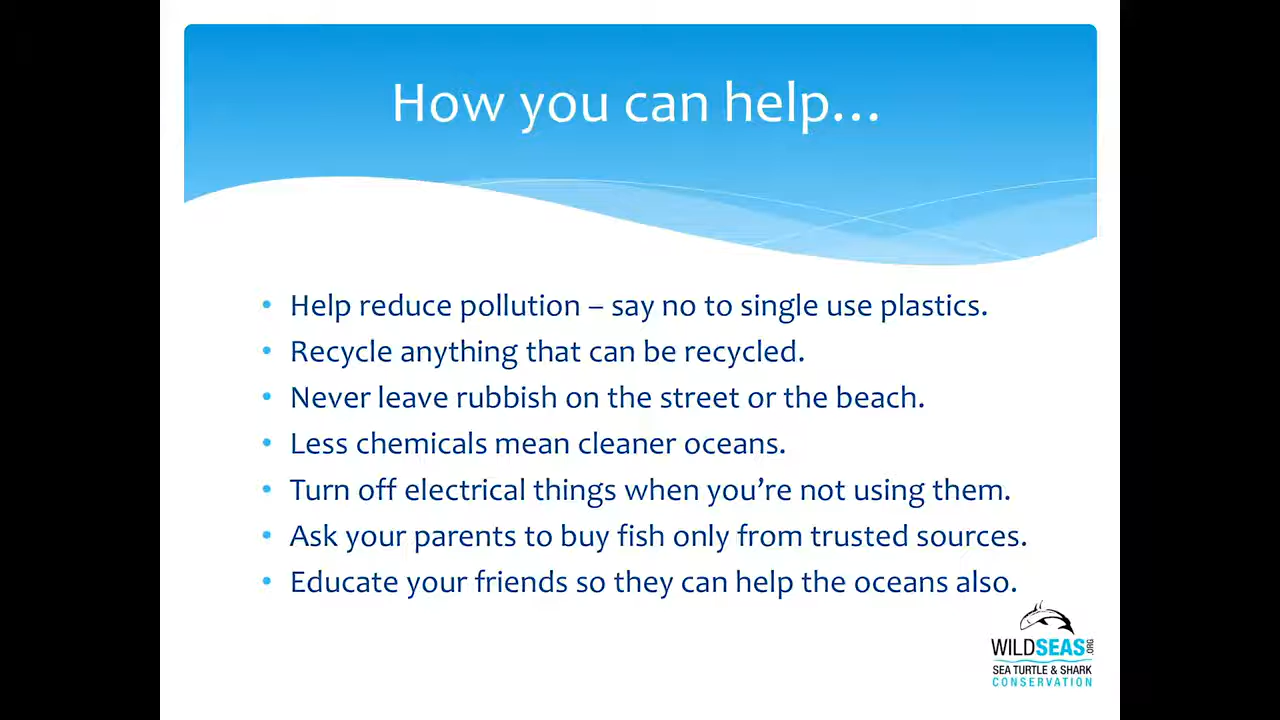 How you can help...
Help reduce pollution – say no to single use plastics.
Recycle anything that can be recycled.
Never leave rubbish on the street or the beach.
Less chemicals mean cleaner oceans.
Turn off electrical things when you’re not using them.
Ask your parents to buy fish only from trusted sources.
Educate your friends so they can help the oceans also.
WILDSEAS.ORG
SEA TURTLE & SHARK
CONSERVATION